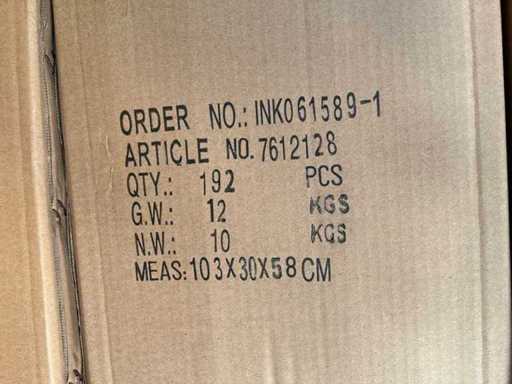 ORDER NO.: INK061589-1
ARTICLE NO. 7612128
QTY.: 192 PCS
G.W.: 12 KGS
N.W.: 10 KGS
MEAS: 103X30X58 CM